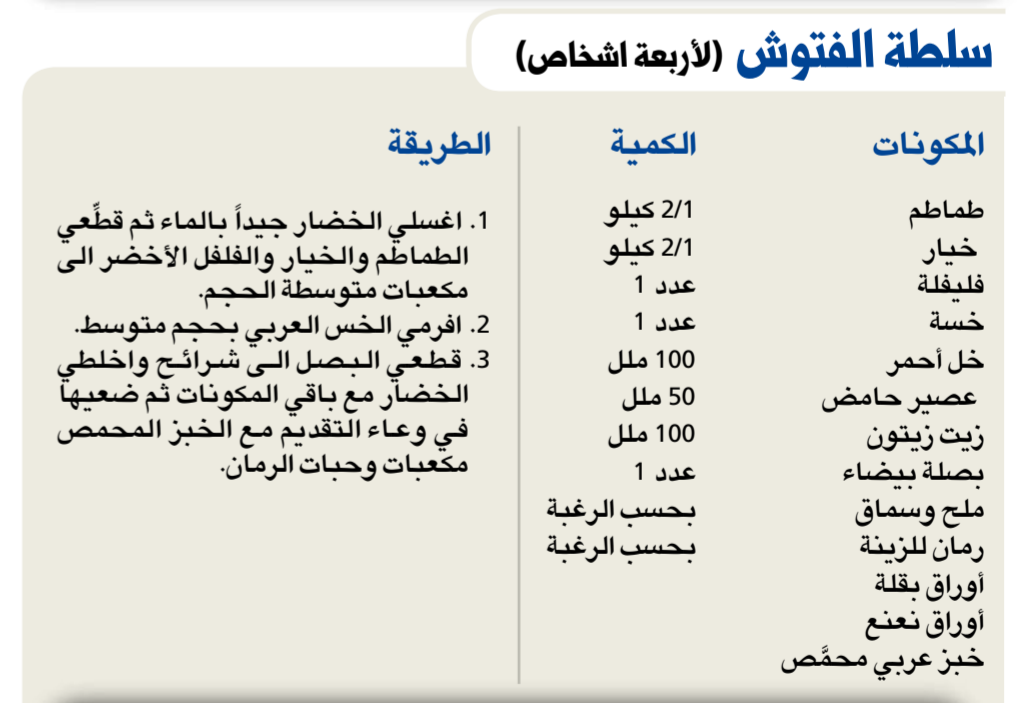 سلطة الفتوش (لأربعة اشخاص)
المكونات الكمية
طماطم 2/1 كيلو
خيار 2/1 كيلو
فليفلة عدد 1
خسة عدد 1
خل أحمر 100 ملل
عصير حامض 50 ملل
زيت زيتون 100 ملل
بصلة بيضاء عدد 1
ملح وسماق بحسب الرغبة
رمان للزينة بحسب الرغبة
أوراق بقلة
أوراق نعنع
خبز عربي محمَّص
الطريقة
1. اغسلي الخضار جيداً بالماء ثم قطِّعي
الطماطم والخيار والفلفل الأخضر الى
مكعبات متوسطة الحجم.
2. افرمي الخس العربي بحجم متوسط.
3. قطعي البصل الى شرائح واخلطي
الخضار مع باقي المكونات ثم ضعيها
في وعاء التقديم مع الخبز المحمص
مكعبات وحبات الرمان.